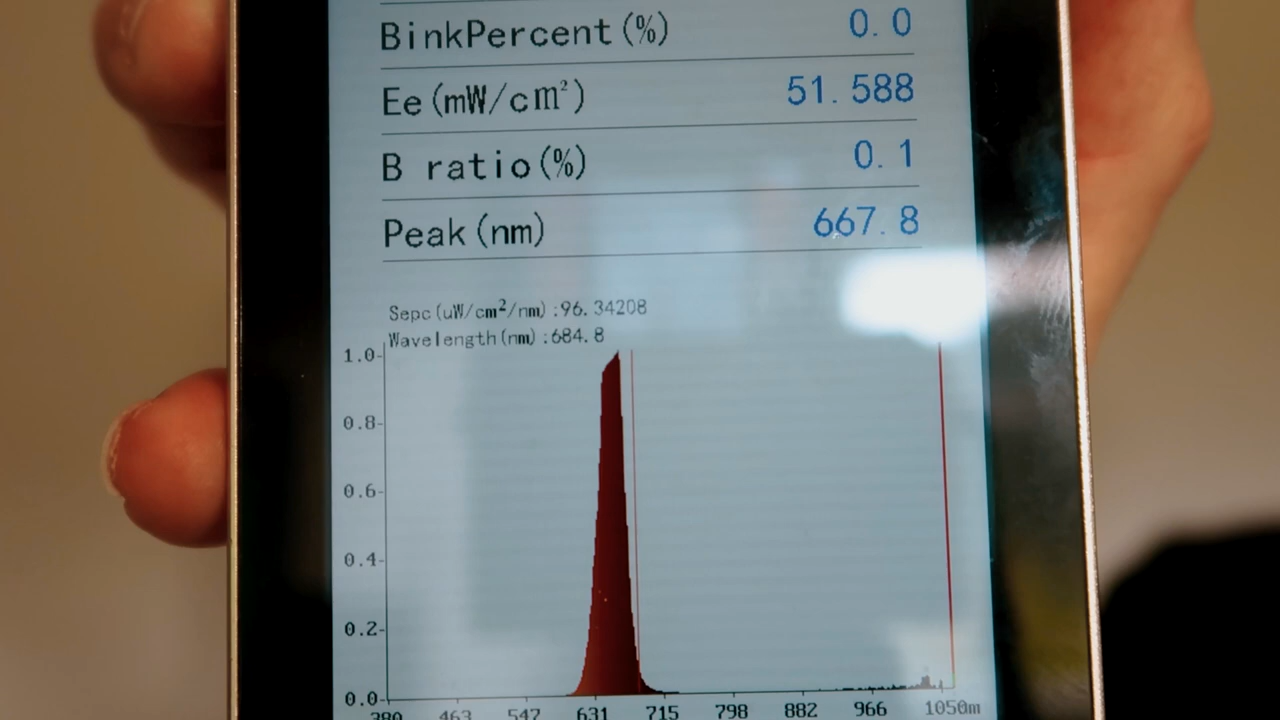 BinkPercent(%) 0.0
Ee(mW/cm²) 51.588
B ratio(%) 0.1
Peak(nm) 667.8
Sepc(uW/cm²/nm):96.34208
Wavelength(nm):684.8
1.0
0.8
0.6
0.4
0.2
0.0
380 463 547 631 715 798 882 966 1050m